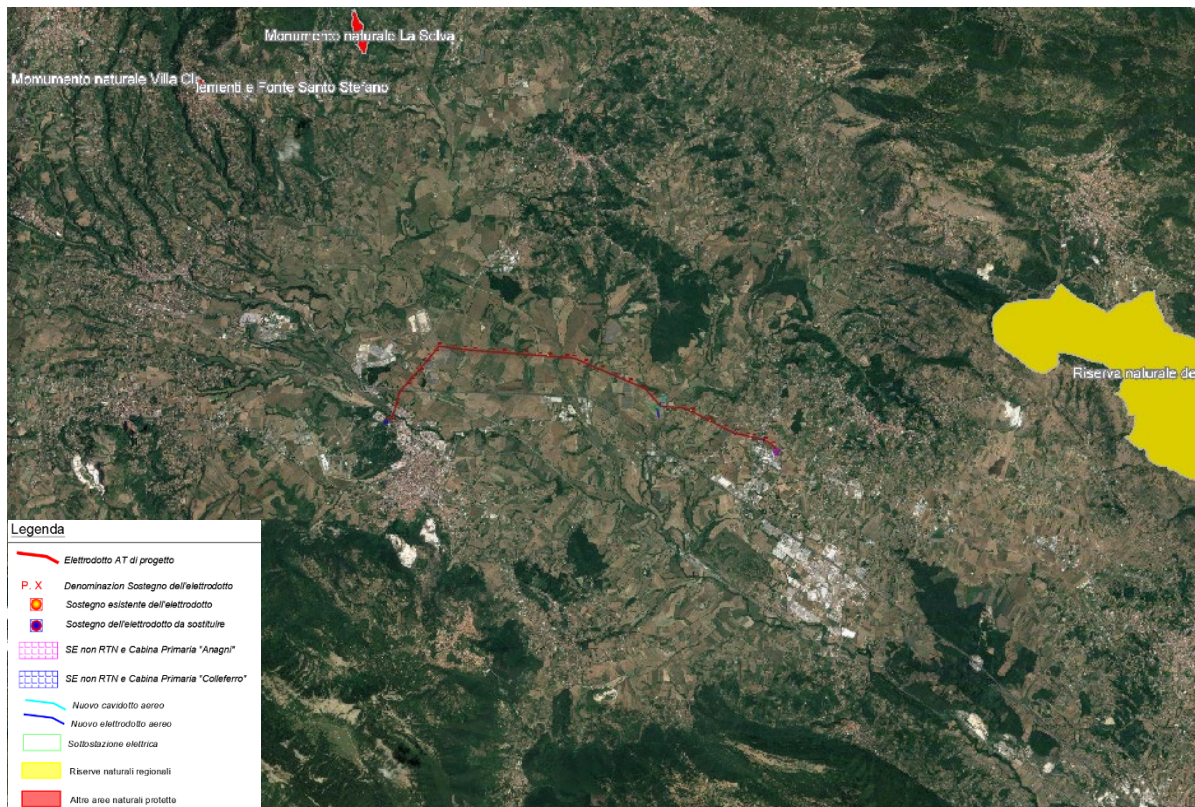 Monumento naturale La Selva
Momumento naturale Villa Cle
lementi e Fonte Santo Stefano
Riserva naturale de
Legenda
Elettrodotto AT di progetto
P. X Denominazion Sostegno dell'elettrodotto
Sostegno esistente dell'elettrodotto
Sostegno dell'elettrodotto da sostituire
SE non RTN e Cabina Primaria "Anagni"
SE non RTN e Cabina Primaria "Colleferro"
Nuovo cavidotto aereo
Nuovo elettrodotto aereo
Sottostazione elettrica
Riserve naturali regionali
Altre aree naturali protette